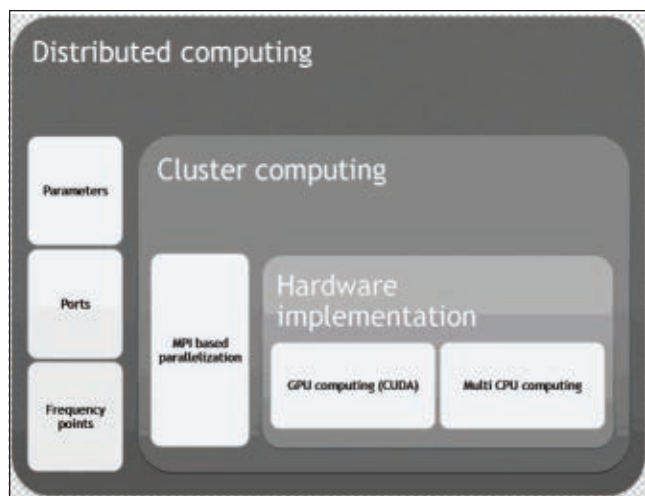 Distributed computing
Parameters
Ports
Frequency
points
Cluster computing
MPI based
parallelization
Hardware
implementation
GPU computing (CUDA)
Multi CPU computing